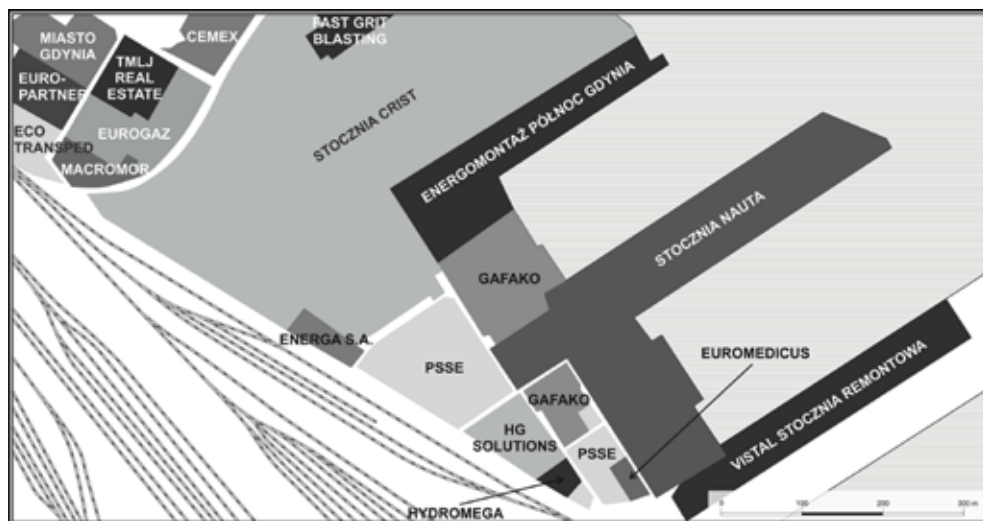 MIASTO
GDYNIA
CEMEX
FAST GRIT
BLASTING
TMLJ
REAL
ESTATE
EURO-
PARTNER
EUROGAZ
ECO
TRANSPED
MACROMOR
STOCZNIA CRIST
ENERGOMONTAŻ PÓŁNOC GDYNIA
STOCZNIA NAUTA
GAFAKO
ENERGA S.A.
PSSE
EUROMEDICUS
GAFAKO
HG
SOLUTIONS
PSSE
VISTAL STOCZNIA REMONTOWA
HYDROMEGA
0 100 200 300 m